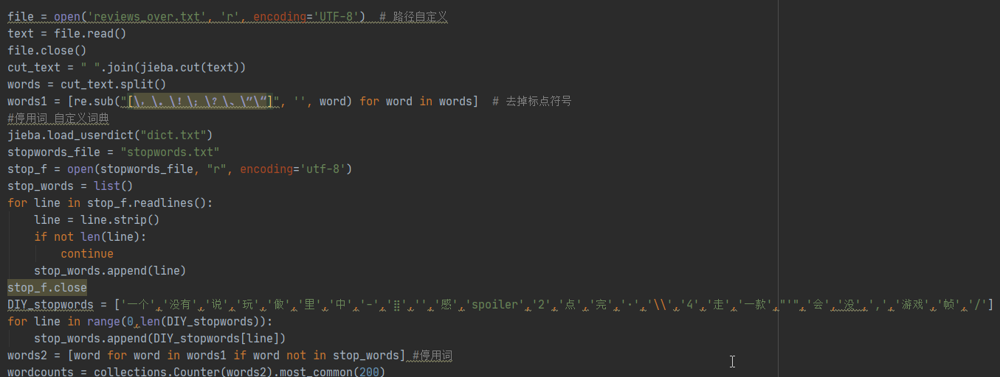 file = open('reviews_over.txt', 'r', encoding='UTF-8')  # 路径自定义
text = file.read()
file.close()
cut_text = " ".join(jieba.cut(text))
words = cut_text.split()
words1 = [re.sub("[\，\。\！\；\？\、\”\“]", '', word) for word in words]  # 去掉标点符号
#停用词 自定义词典
jieba.load_userdict("dict.txt")
stopwords_file = "stopwords.txt"
stop_f = open(stopwords_file, "r", encoding='utf-8')
stop_words = list()
for line in stop_f.readlines():
    line = line.strip()
    if not len(line):
        continue
    stop_words.append(line)
stop_f.close
DIY_stopwords = ['一个','没有','说','玩','做','里','中','-','⣿','','感','spoiler','2','点','完','·','\\','4','走','一款',"'",'会','没',',','游戏','帧','/']
for line in range(0,len(DIY_stopwords)):
    stop_words.append(DIY_stopwords[line])
words2 = [word for word in words1 if word not in stop_words] #停用词
wordcounts = collections.Counter(words2).most_common(200)